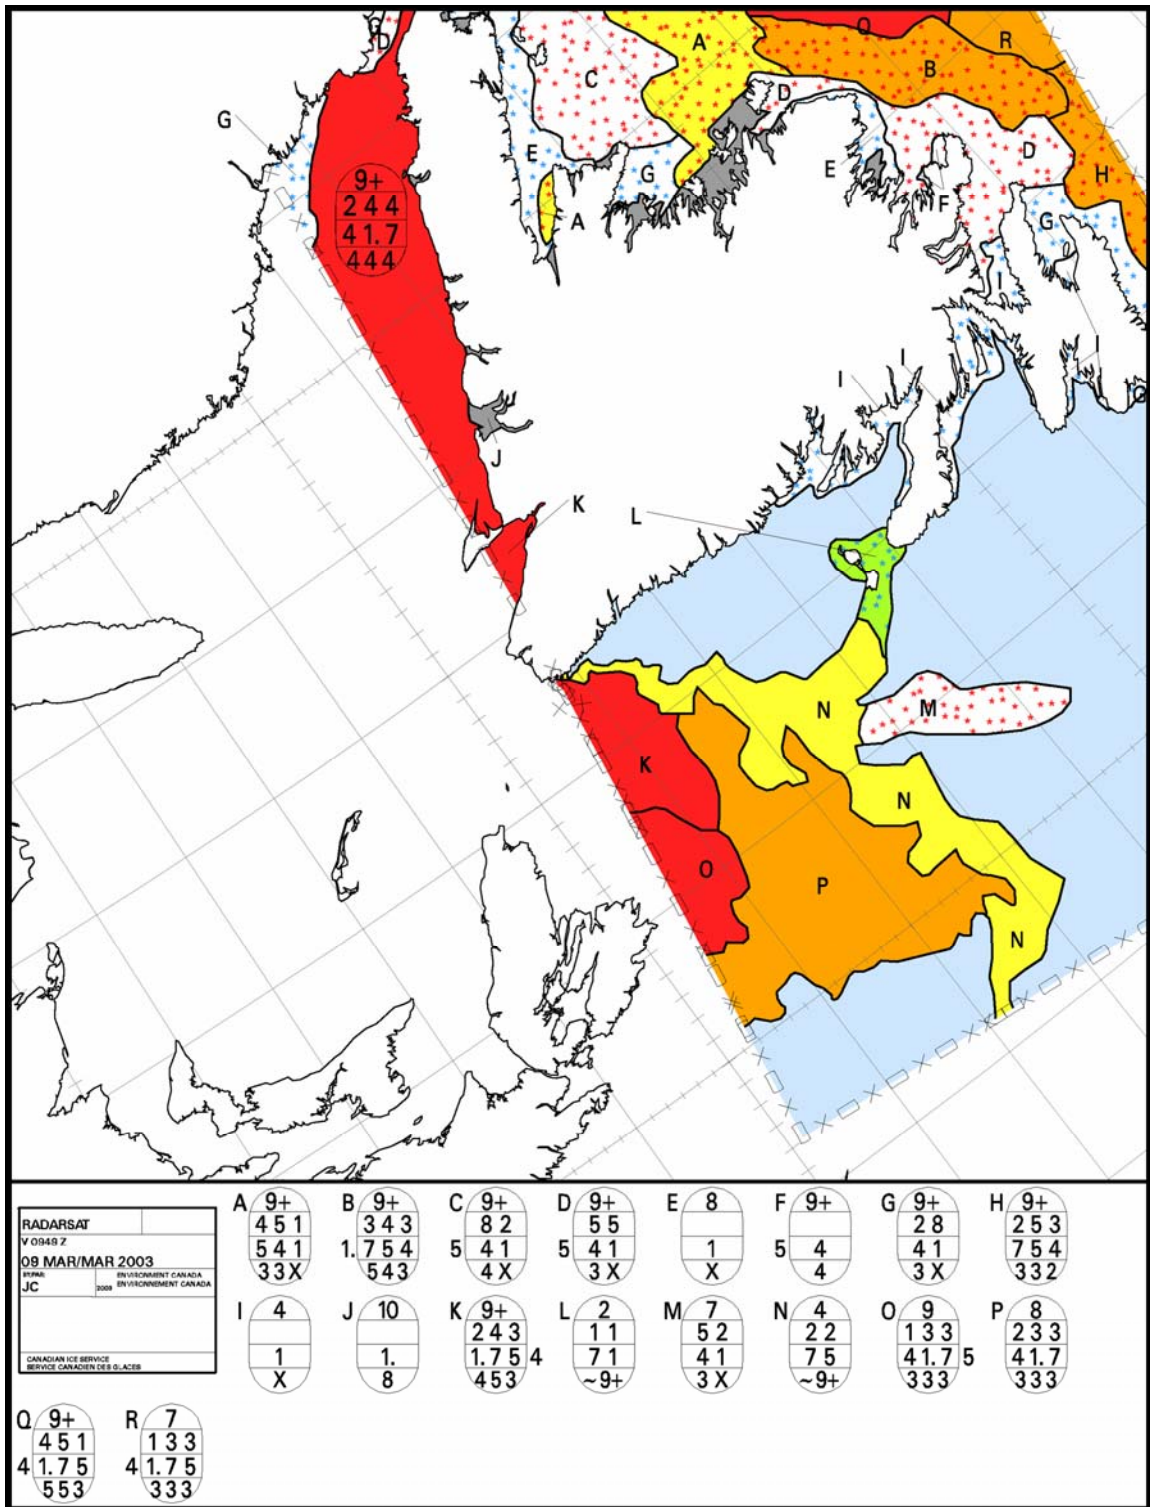 G
D
Q
R
A
B
C
D
G
E
E
G
D
H
9+
2 4 4
4 1. 7
4 4 4
A
F
G
I
I
I
I
J
K
L
M
N
K
N
O
P
N
A 9+
4 5 1
5 4 1
3 3 X
B 9+
3 4 3
1. 7 5 4
5 4 3
C 9+
8 2
5 4 1
4 X
D 9+
5 5
5 4 1
3 X
E 8
1
X
F 9+
5 4
4
G 9+
2 8
4 1
3 X
H 9+
2 5 3
7 5 4
3 3 2
I 4
1
X
J 10
1.
8
K 9+
2 4 3
1. 7 5 4
4 5 3
L 2
1 1
7 1
~9+
M 7
5 2
4 1
3 X
N 4
2 2
7 5
~9+
O 9
1 3 3
4 1. 7 5
3 3 3
P 8
2 3 3
4 1. 7
3 3 3
Q 9+
4 5 1
4 1. 7 5
5 5 3
R 7
1 3 3
4 1. 7 5
3 3 3
RADARSAT
V 0949 Z
09 MAR/MAR 2003
BY/PAR:
JC
2003
ENVIRONMENT CANADA
ENVIRONNEMENT CANADA
CANADIAN ICE SERVICE
SERVICE CANADIEN DES GLACES